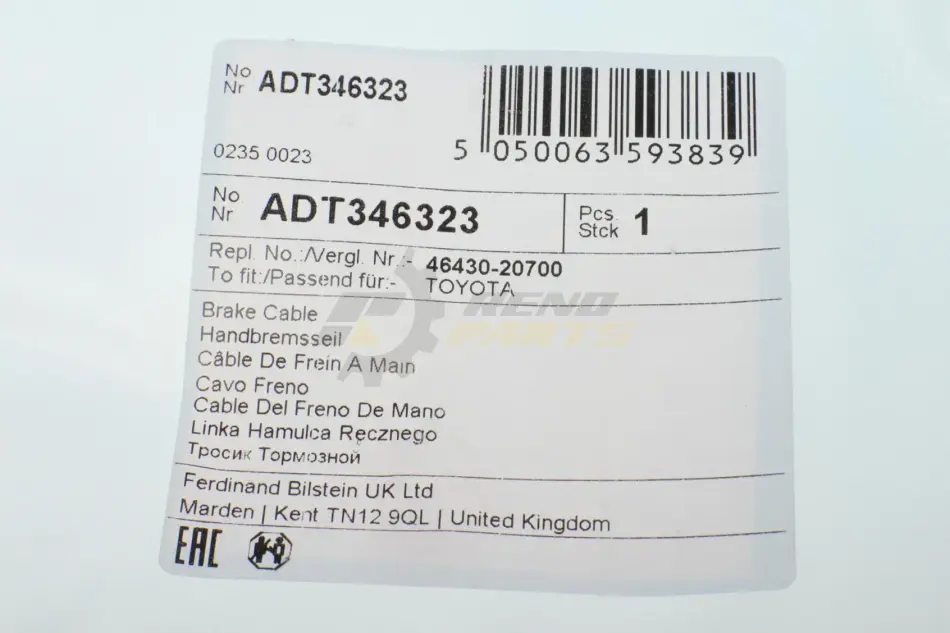 No
Nr ADT346323
0235 0023
5 050063 593839
No
Nr ADT346323
Pcs.
Stck 1
Repl. No.:/Vergl. Nr.:- 46430-20700
To fit:/Passend für:- TOYOTA
RENO
PARTS
Brake Cable
Handbremsseil
Câble De Frein A Main
Cavo Freno
Cable Del Freno De Mano
Linka Hamulca Ręcznego
Тросик Тормозной
Ferdinand Bilstein UK Ltd
Marden | Kent TN12 9QL | United Kingdom
EAC